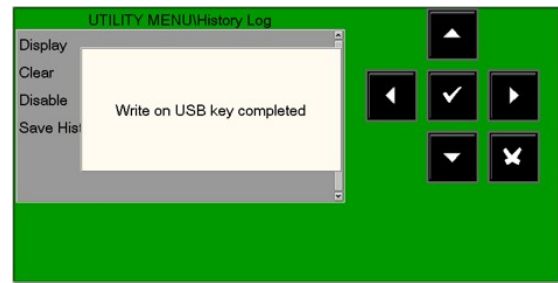 UTILITY MENU\History Log
Display
Clear
Disable
Save Hist
Write on USB key completed